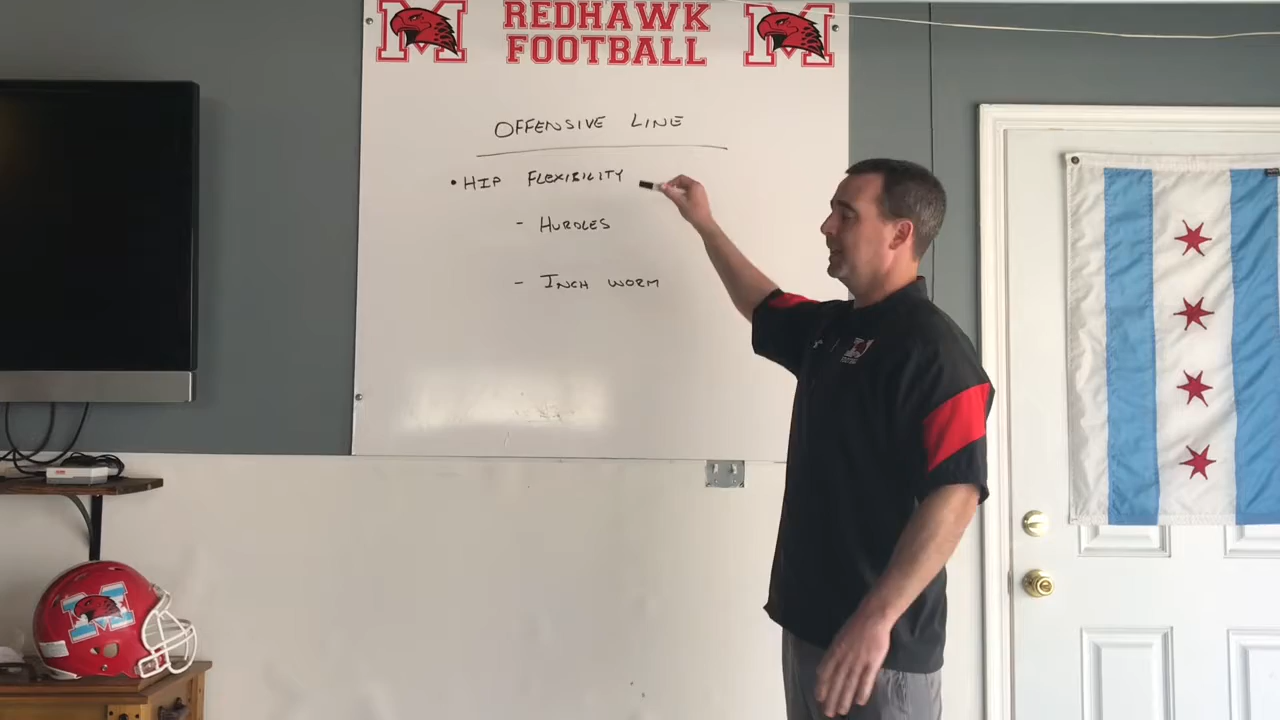 M REDHAWK M
FOOTBALL
OFFENSIVE LINE
• HIP FLEXIBILITY
- HURDLES
- INCH WORM
M
M